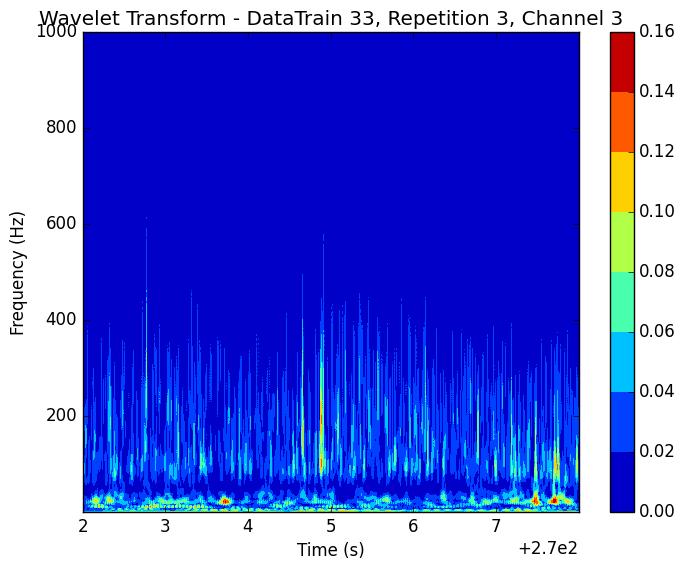 Wavelet Transform - DataTrain 33, Repetition 3, Channel 3
1000
800
600
400
200
Frequency (Hz)
2 3 4 5 6 7
Time (s)
+2.7e2
0.16
0.14
0.12
0.10
0.08
0.06
0.04
0.02
0.00